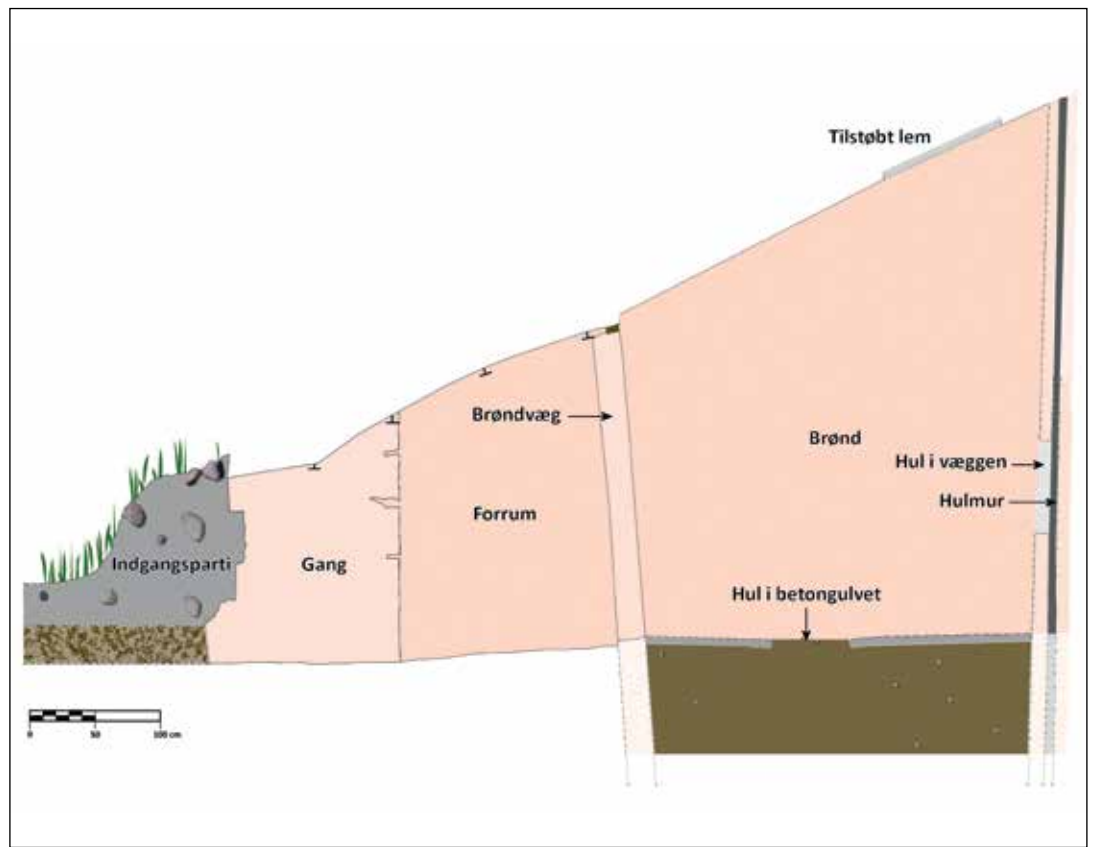 Tilstøbt lem
Brøndvæg
Brønd
Hul i væggen
Hulmur
Forrum
Gang
Indgangsparti
Hul i betongulvet
0 50 100 cm